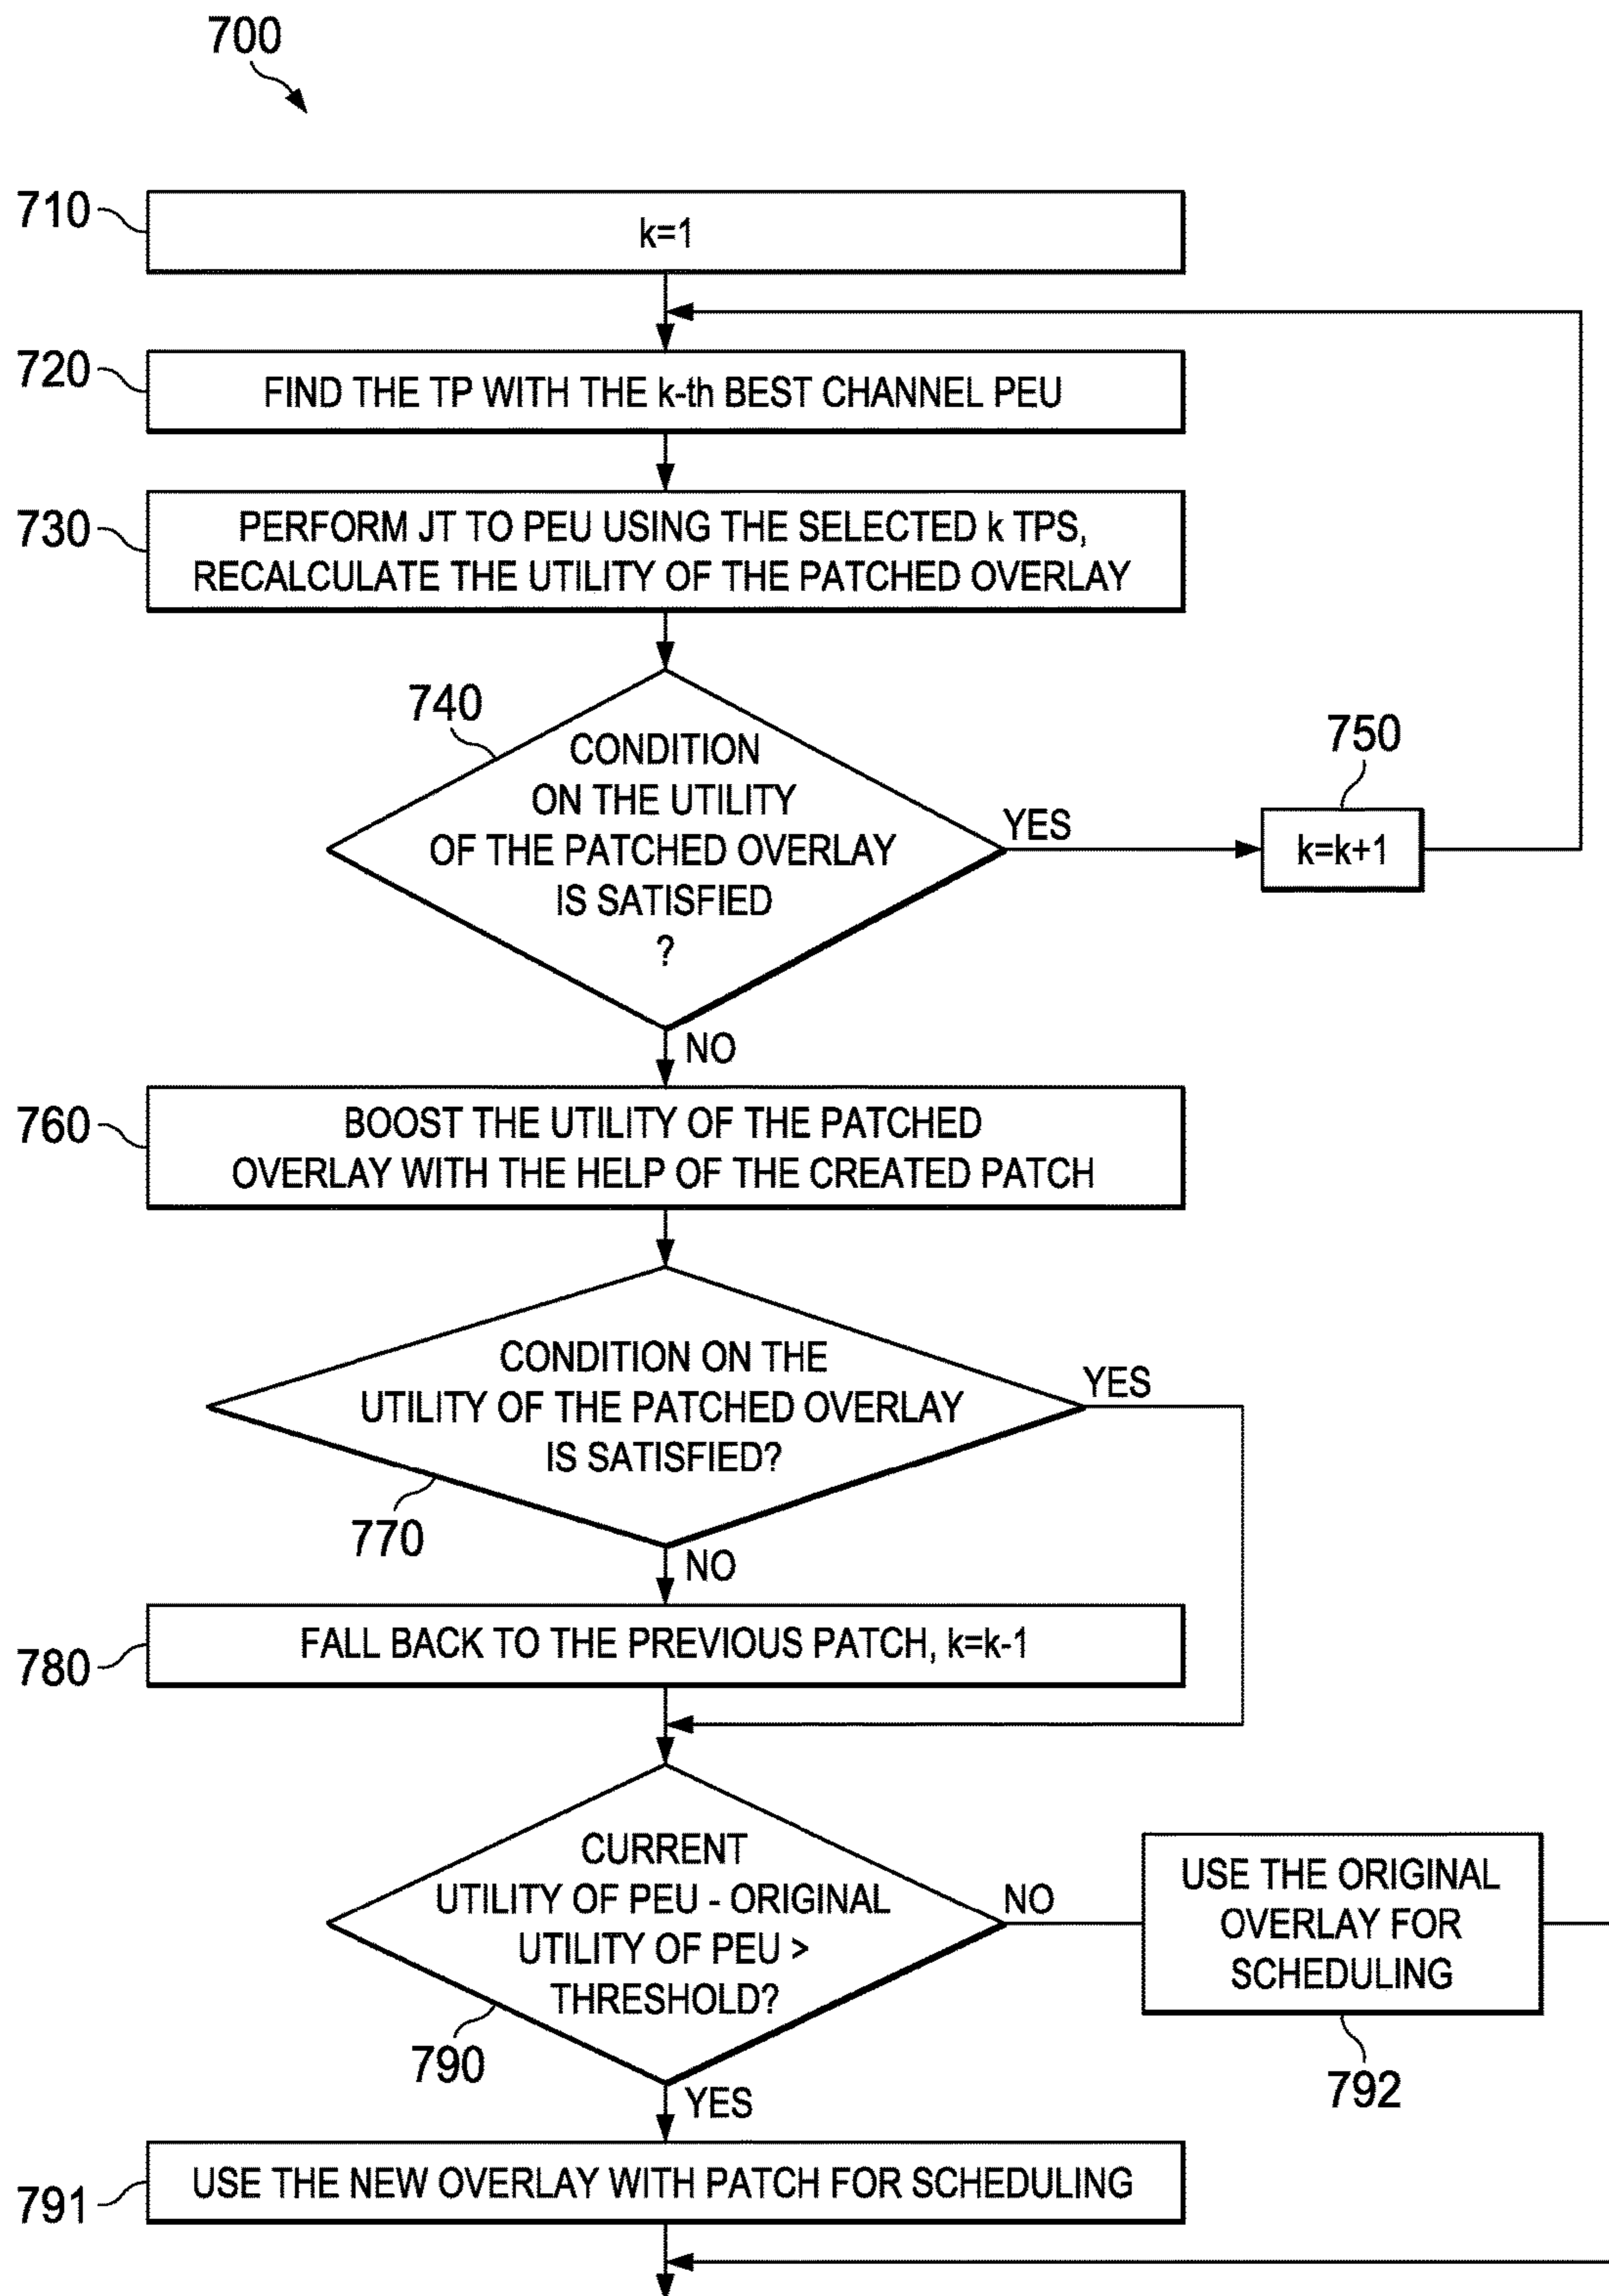 700
710
k=1
720
FIND THE TP WITH THE k-th BEST CHANNEL PEU
730
PERFORM JT TO PEU USING THE SELECTED k TPS,
RECALCULATE THE UTILITY OF THE PATCHED OVERLAY
740
CONDITION
ON THE UTILITY
OF THE PATCHED OVERLAY
IS SATISFIED
?
YES
750
k=k+1
NO
760
BOOST THE UTILITY OF THE PATCHED
OVERLAY WITH THE HELP OF THE CREATED PATCH
CONDITION ON THE
UTILITY OF THE PATCHED OVERLAY
IS SATISFIED?
YES
770
NO
780
FALL BACK TO THE PREVIOUS PATCH, k=k-1
CURRENT
UTILITY OF PEU - ORIGINAL
UTILITY OF PEU >
THRESHOLD?
790
NO
USE THE ORIGINAL
OVERLAY FOR
SCHEDULING
792
YES
791
USE THE NEW OVERLAY WITH PATCH FOR SCHEDULING